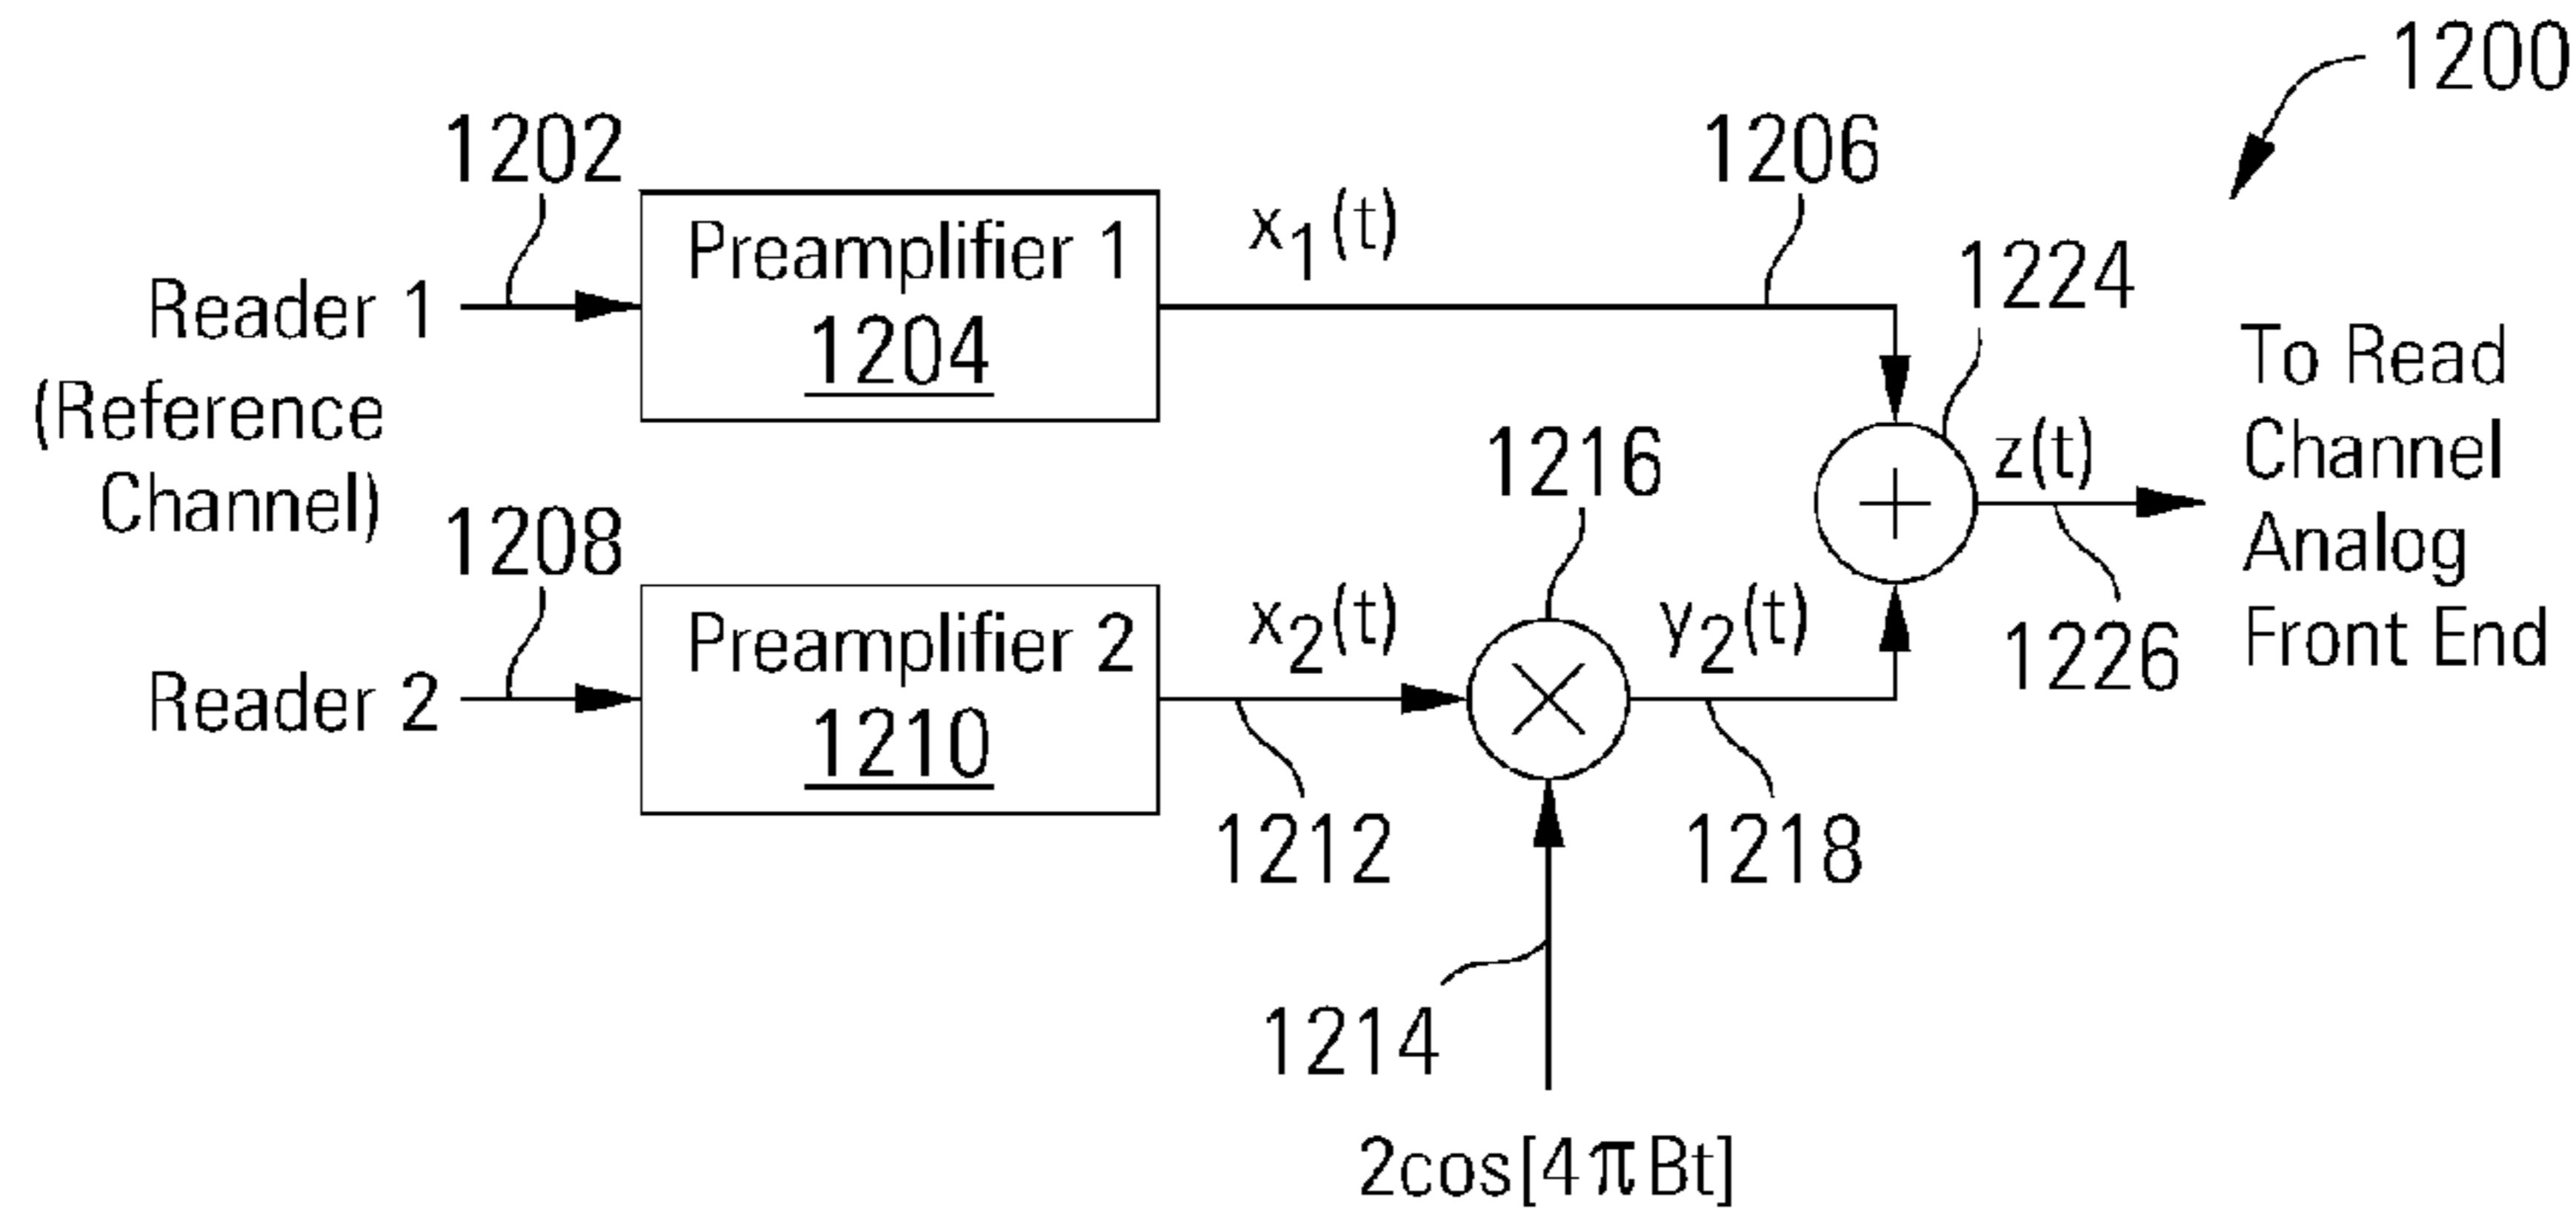 1200
1202
1206
Preamplifier 1
1204
x1(t)
1224
Reader 1
(Reference
Channel)
To Read
Channel
Analog
Front End
z(t)
1226
1208
1216
Preamplifier 2
1210
x2(t)
y2(t)
Reader 2
1212
1218
1214
2cos[4πBt]